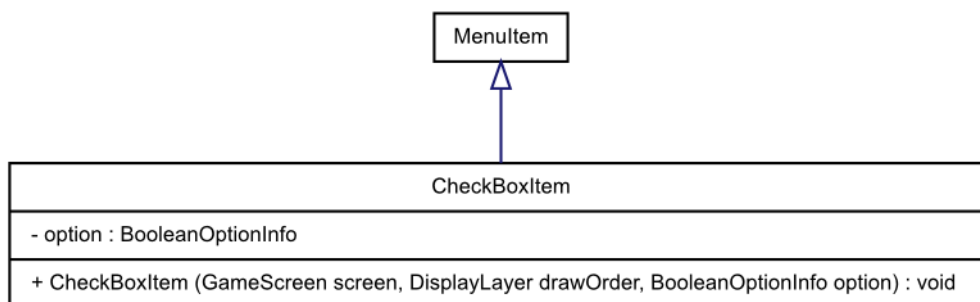 MenuItem
CheckBoxItem
- option : BooleanOptionInfo
+ CheckBoxItem (GameScreen screen, DisplayLayer drawOrder, BooleanOptionInfo option) : void